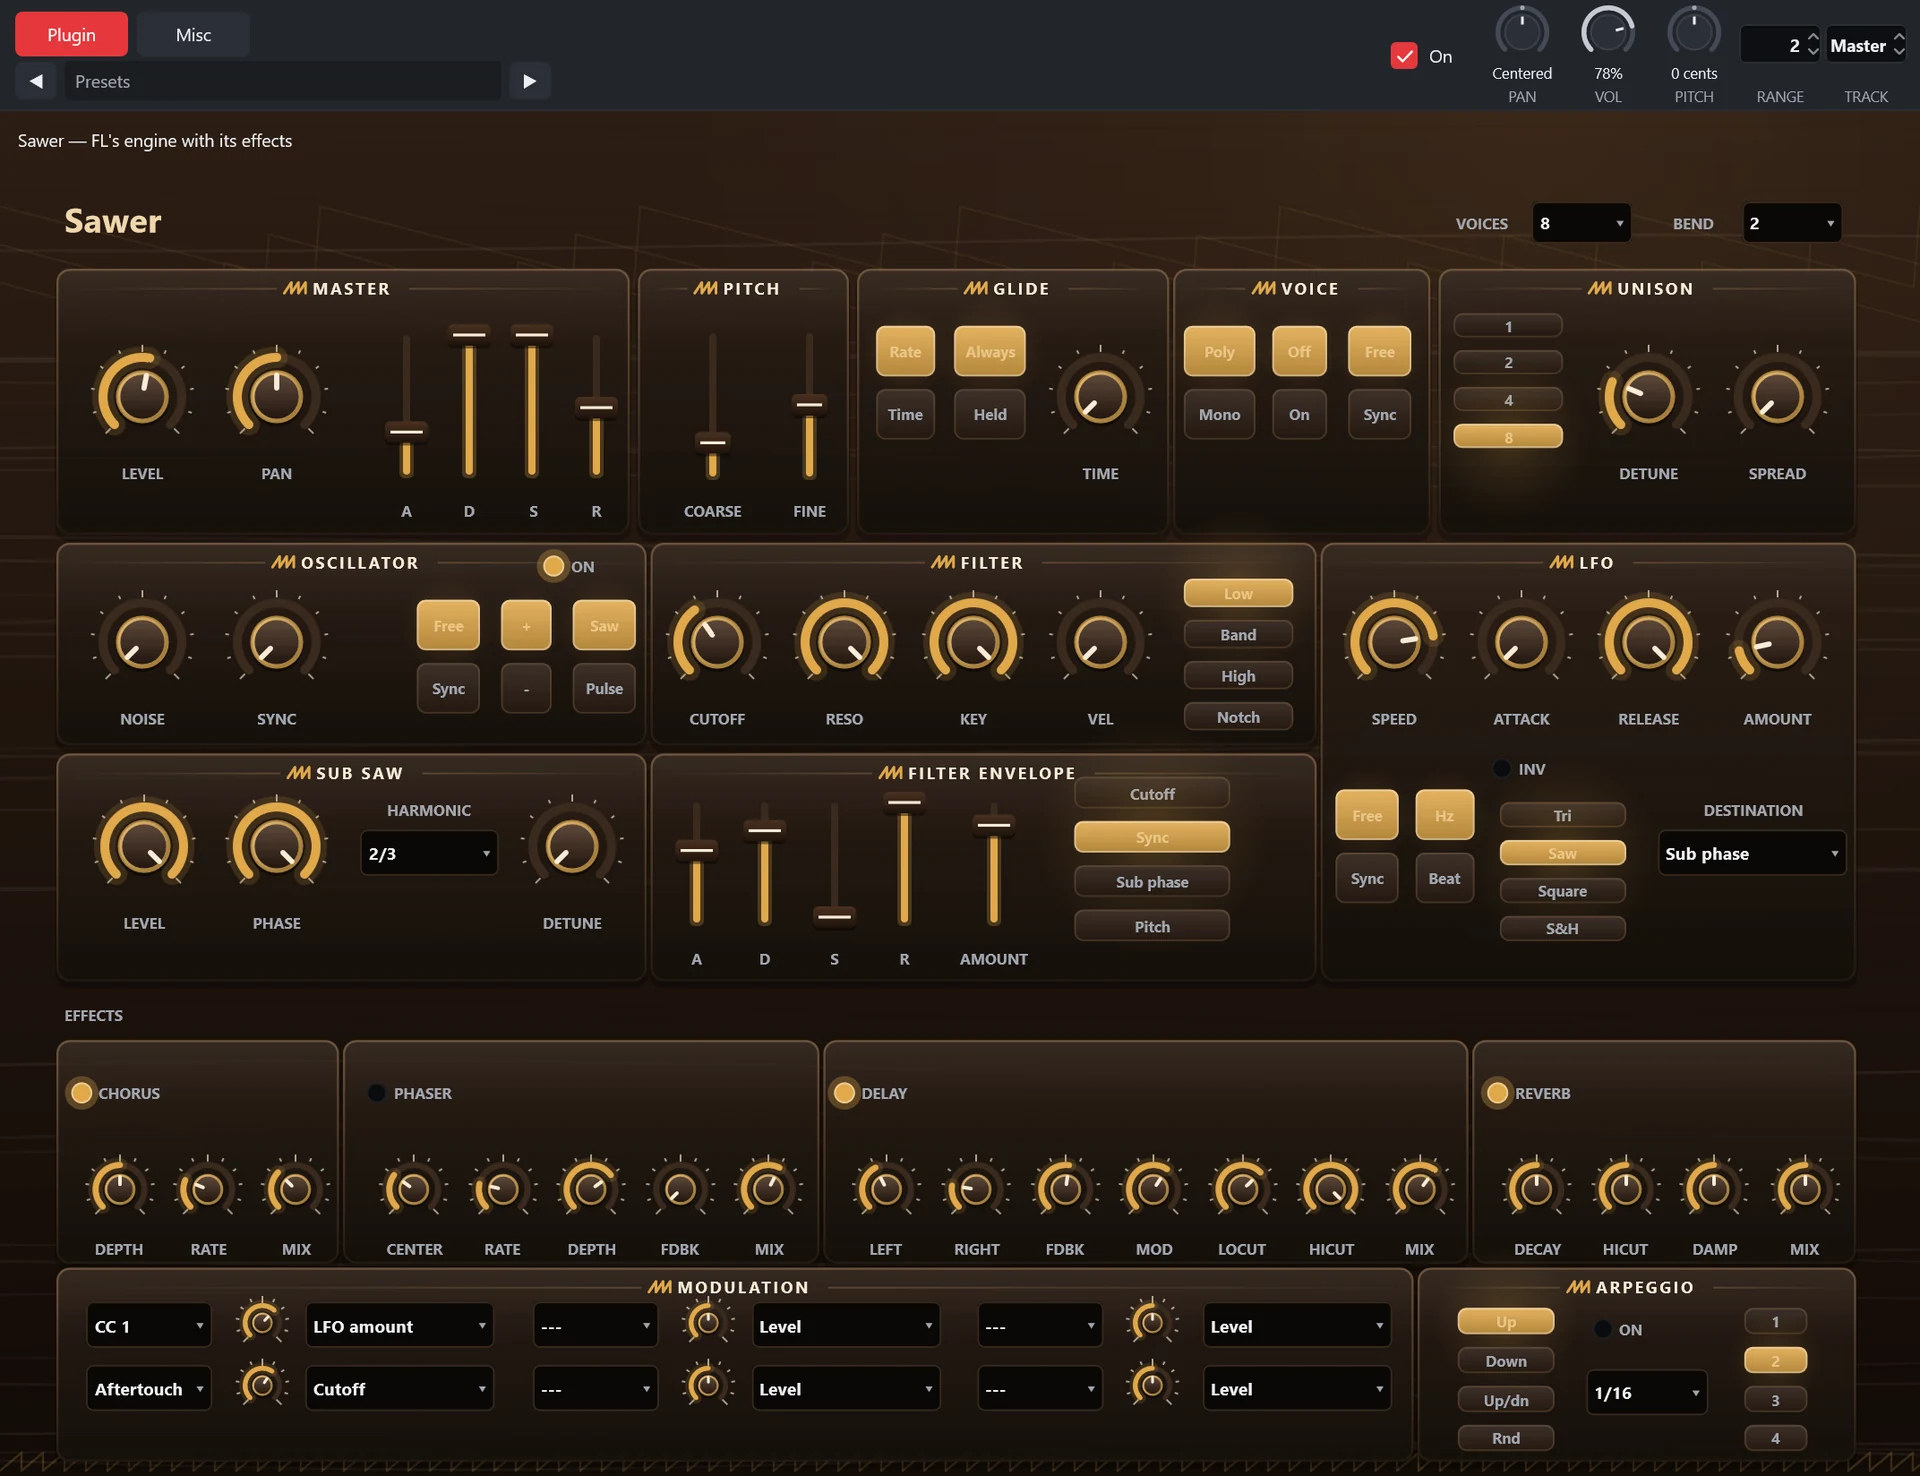 Plugin
Misc
Presets
On
Centered
PAN
78%
VOL
0 cents
PITCH
2
RANGE
Master
TRACK
Sawer — FL's engine with its effects
Sawer
VOICES
8
BEND
2
MASTER
LEVEL
PAN
A
D
S
R
PITCH
COARSE
FINE
GLIDE
Rate
Always
Time
Held
TIME
VOICE
Poly
Off
Free
Mono
On
Sync
UNISON
1
2
4
8
DETUNE
SPREAD
OSCILLATOR
ON
NOISE
SYNC
Free
+
Saw
Sync
-
Pulse
FILTER
CUTOFF
RESO
KEY
VEL
Low
Band
High
Notch
LFO
SPEED
ATTACK
RELEASE
AMOUNT
INV
Free
Hz
Sync
Beat
Tri
Saw
Square
S&H
DESTINATION
Sub phase
SUB SAW
LEVEL
PHASE
HARMONIC
2/3
DETUNE
FILTER ENVELOPE
A
D
S
R
AMOUNT
Cutoff
Sync
Sub phase
Pitch
EFFECTS
CHORUS
DEPTH
RATE
MIX
PHASER
CENTER
RATE
DEPTH
FDBK
MIX
DELAY
LEFT
RIGHT
FDBK
MOD
LOCUT
HICUT
MIX
REVERB
DECAY
HICUT
DAMP
MIX
MODULATION
CC 1
LFO amount
---
Level
---
Level
Aftertouch
Cutoff
---
Level
---
Level
ARPEGGIO
Up
Down
Up/dn
Rnd
ON
1/16
1
2
3
4